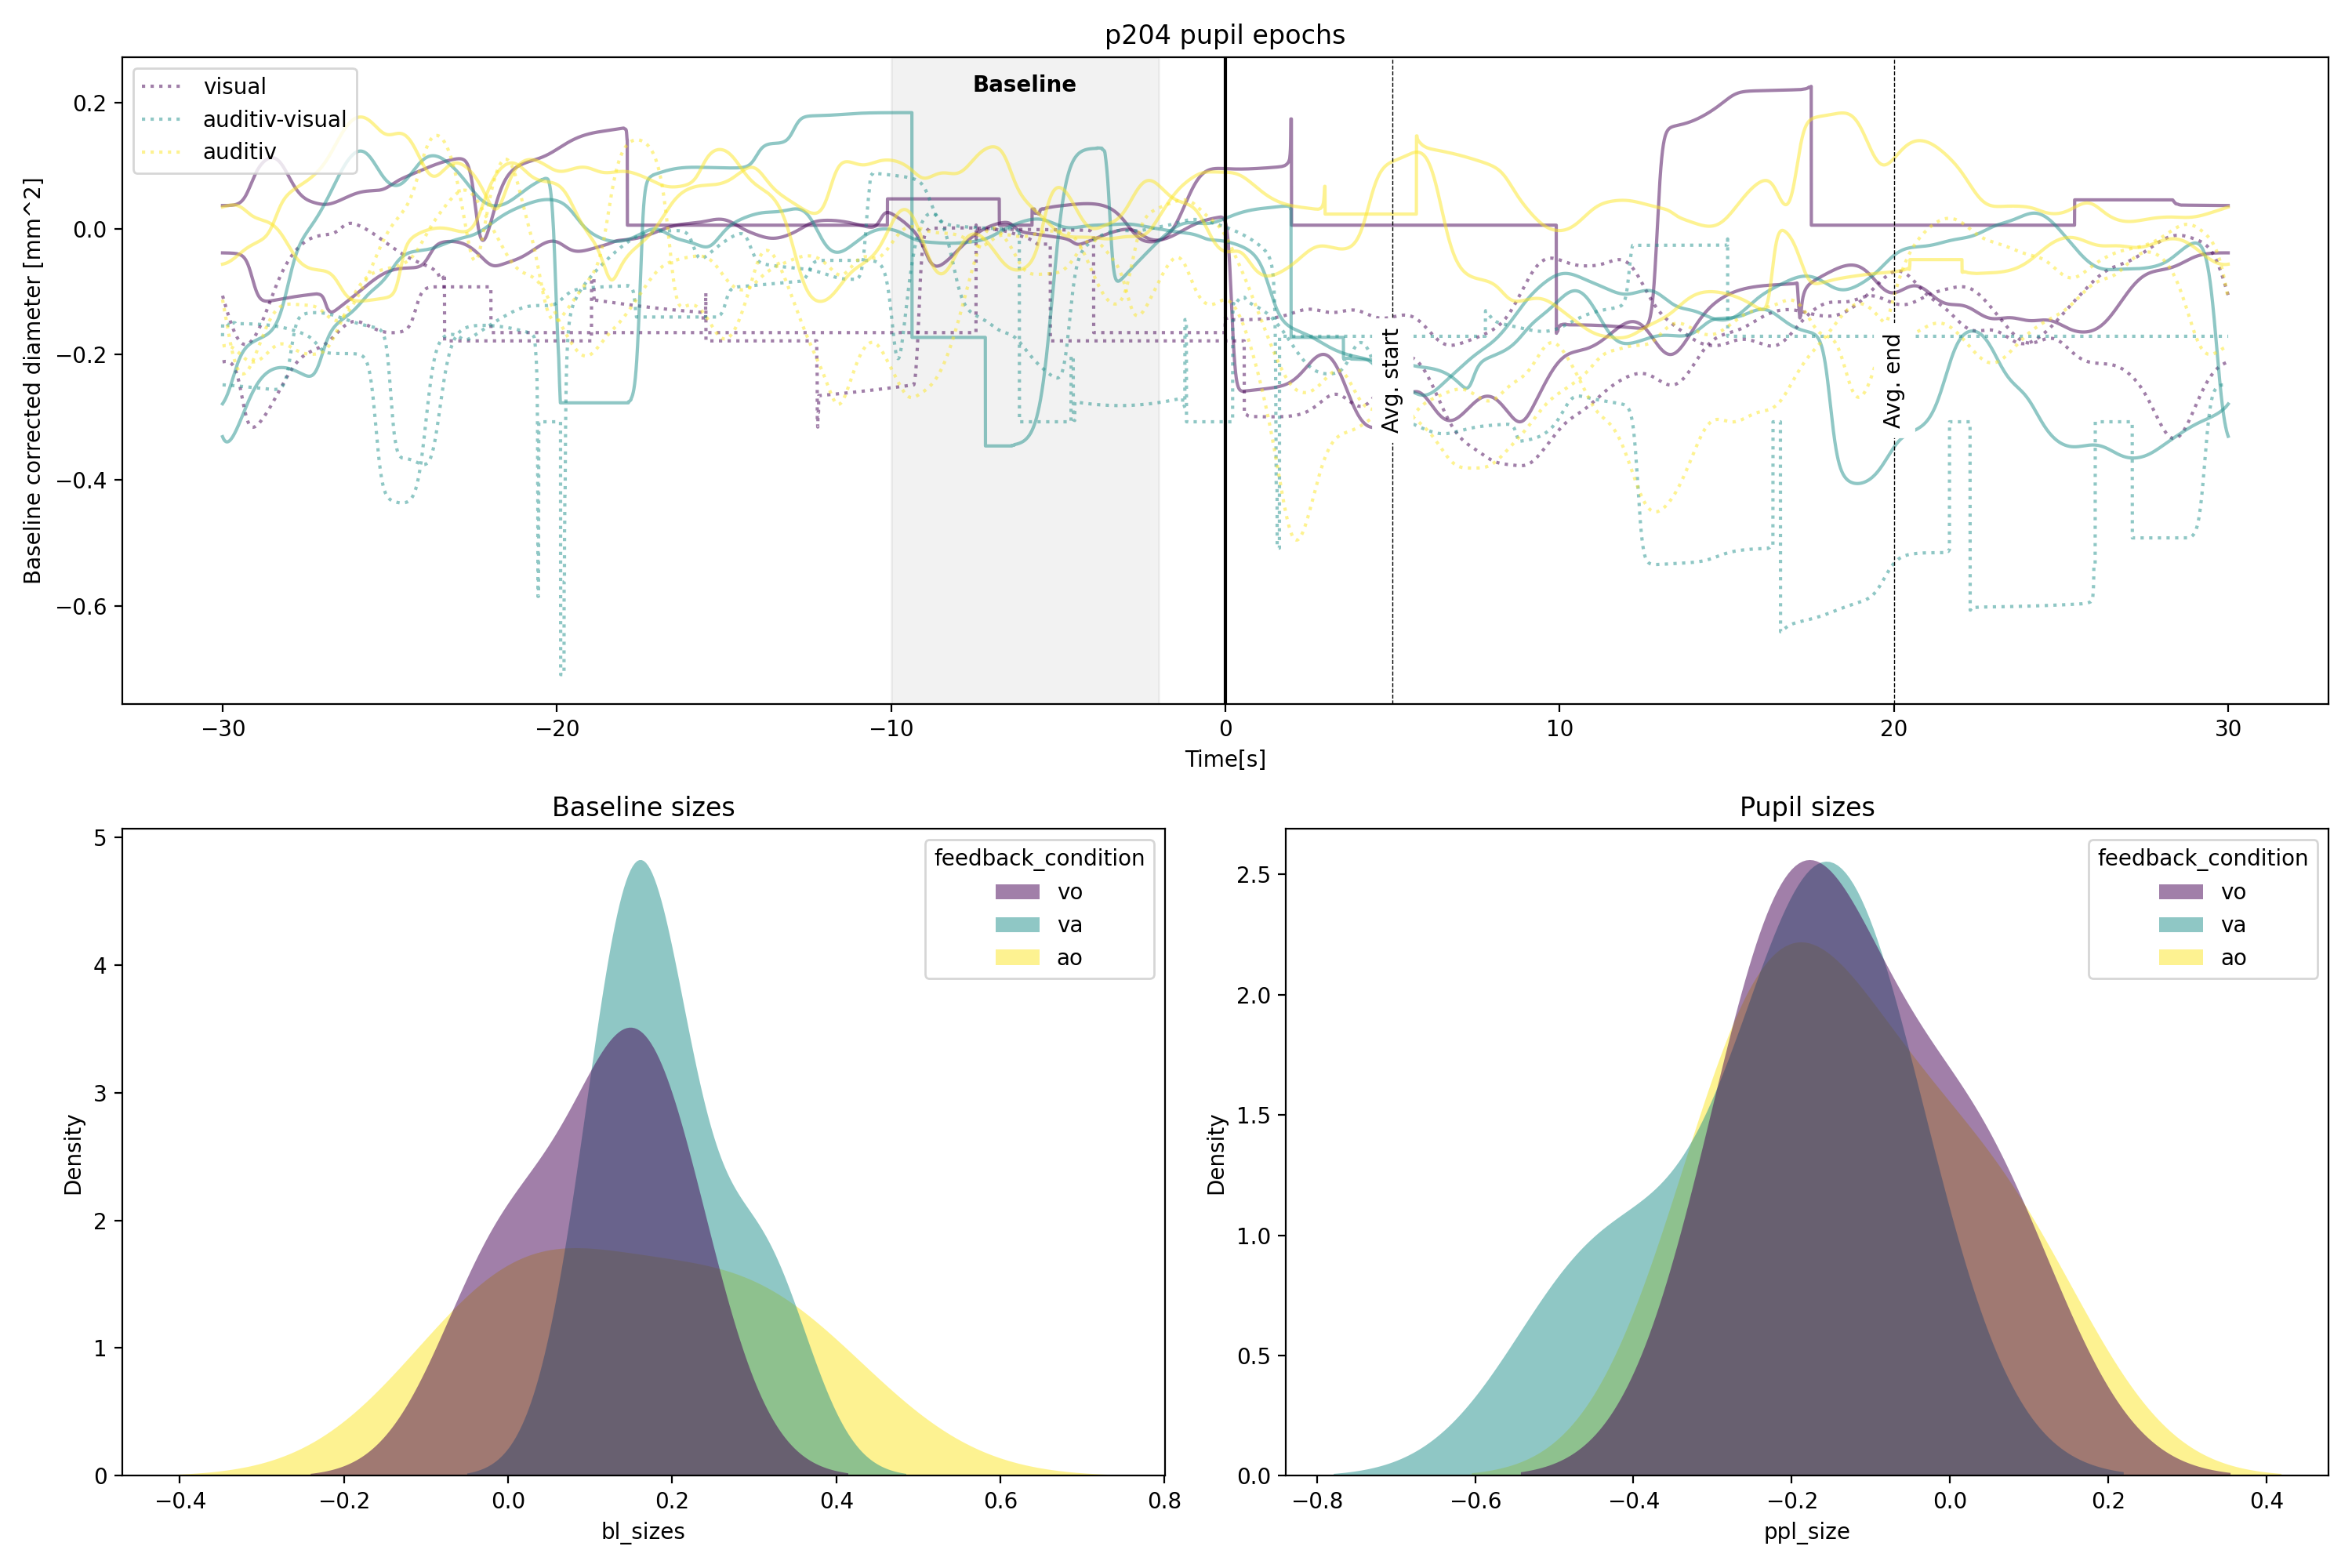 p204 pupil epochs
visual
auditiv-visual
auditiv
Baseline
Avg. start
Avg. end
Baseline corrected diameter [mm^2]
0.2
0.0
−0.2
−0.4
−0.6
−30
−20
−10
0
10
20
30
Time[s]
Baseline sizes
feedback_condition
vo
va
ao
Density
5
4
3
2
1
0
−0.4
−0.2
0.0
0.2
0.4
0.6
0.8
bl_sizes
Pupil sizes
feedback_condition
vo
va
ao
Density
2.5
2.0
1.5
1.0
0.5
0.0
−0.8
−0.6
−0.4
−0.2
0.0
0.2
0.4
ppl_size